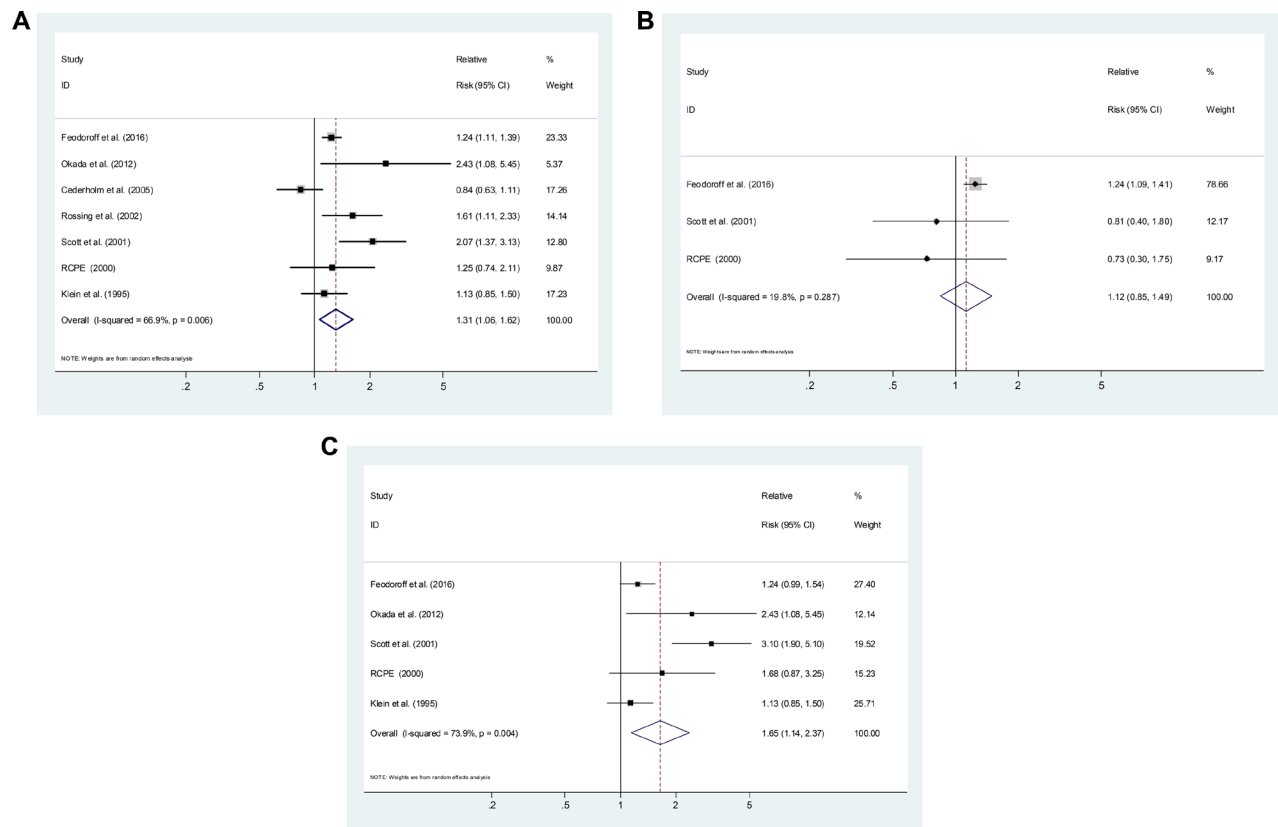 A
Study Relative %
ID Risk (95% CI) Weight
Feodoroff et al. (2016) 1.24 (1.11, 1.39) 23.33
Okada et al. (2012) 2.43 (1.08, 5.45) 5.37
Cederholm et al. (2005) 0.84 (0.63, 1.11) 17.26
Rossing et al. (2002) 1.61 (1.11, 2.33) 14.14
Scott et al. (2001) 2.07 (1.37, 3.13) 12.80
RCPE (2000) 1.25 (0.74, 2.11) 9.87
Klein et al. (1995) 1.13 (0.85, 1.50) 17.23
Overall (I-squared = 66.9%, p = 0.006) 1.31 (1.06, 1.62) 100.00
NOTE: Weights are from random effects analysis
.2 .5 1 2 5
B
Study Relative %
ID Risk (95% CI) Weight
Feodoroff et al. (2016) 1.24 (1.09, 1.41) 78.66
Scott et al. (2001) 0.81 (0.40, 1.80) 12.17
RCPE (2000) 0.73 (0.30, 1.75) 9.17
Overall (I-squared = 19.8%, p = 0.287) 1.12 (0.85, 1.49) 100.00
NOTE: Weights are from random effects analysis
.2 .5 1 2 5
C
Study Relative %
ID Risk (95% CI) Weight
Feodoroff et al. (2016) 1.24 (0.99, 1.54) 27.40
Okada et al. (2012) 2.43 (1.08, 5.45) 12.14
Scott et al. (2001) 3.10 (1.90, 5.10) 19.52
RCPE (2000) 1.68 (0.87, 3.25) 15.23
Klein et al. (1995) 1.13 (0.85, 1.50) 25.71
Overall (I-squared = 73.9%, p = 0.004) 1.65 (1.14, 2.37) 100.00
NOTE: Weights are from random effects analysis
.2 .5 1 2 5